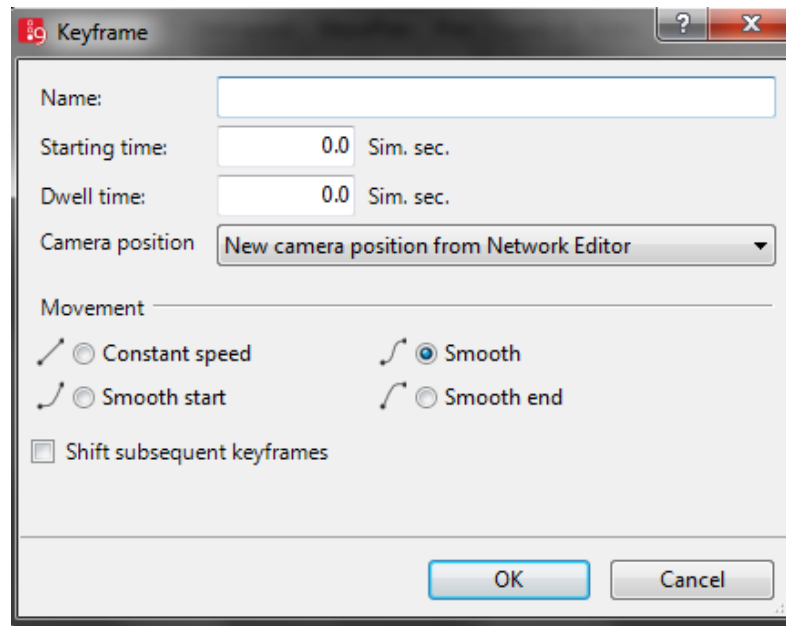 Keyframe
?
X
Name:
Starting time: 0.0 Sim. sec.
Dwell time: 0.0 Sim. sec.
Camera position New camera position from Network Editor
Movement
Constant speed Smooth
Smooth start Smooth end
Shift subsequent keyframes
OK Cancel